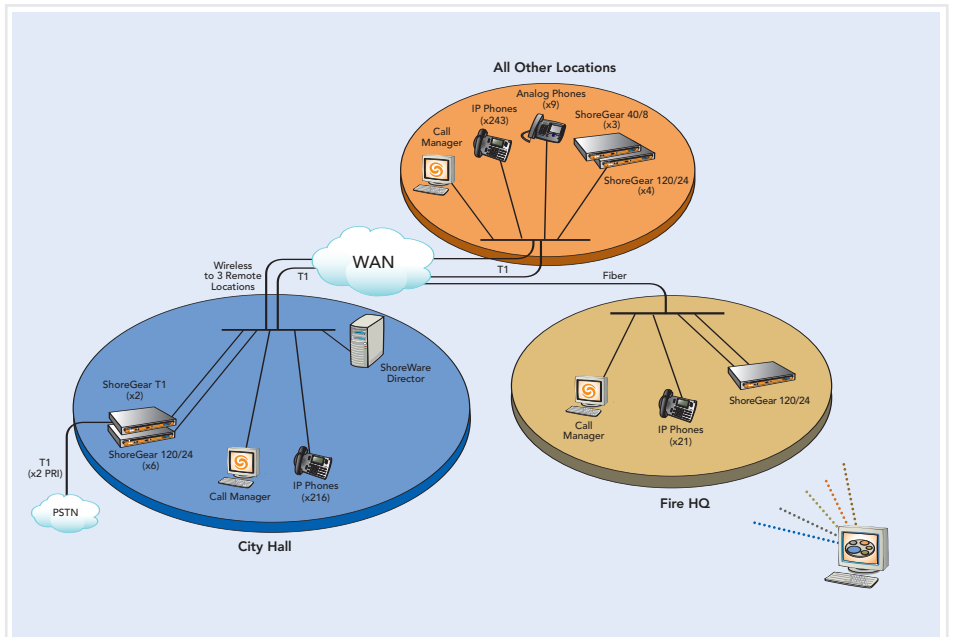 All Other Locations
Analog Phones
(x9)
IP Phones
(x243)
ShoreGear 40/8
(x3)
Call
Manager
ShoreGear 120/24
(x4)
WAN
Wireless
to 3 Remote
Locations
T1
T1
Fiber
ShoreWare
Director
ShoreGear T1
(x2)
ShoreGear 120/24
(x6)
T1
(x2 PRI)
PSTN
Call Manager
IP Phones
(x216)
City Hall
Call
Manager
IP Phones
(x21)
ShoreGear 120/24
Fire HQ